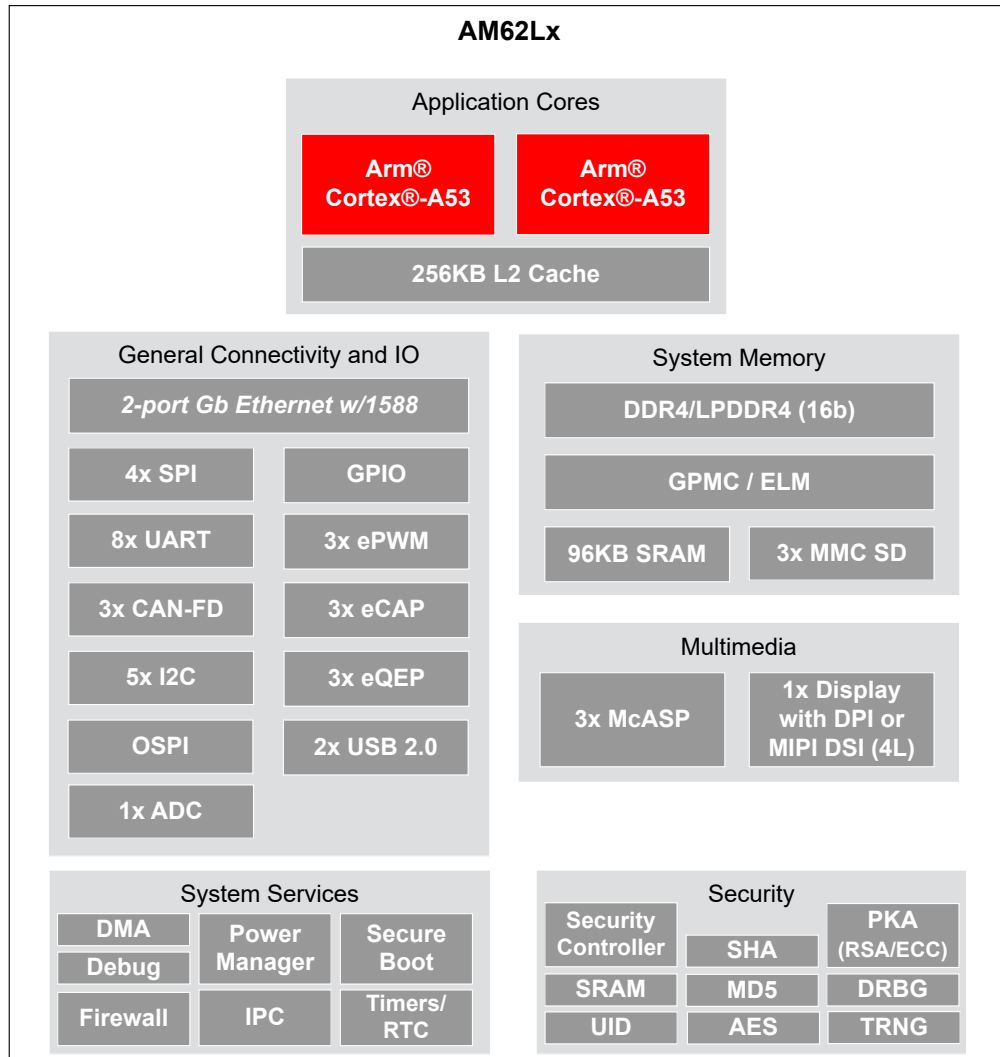 AM62Lx
Application Cores
Arm®
Cortex®-A53
Arm®
Cortex®-A53
256KB L2 Cache
General Connectivity and IO
2-port Gb Ethernet w/1588
4x SPI
GPIO
8x UART
3x ePWM
3x CAN-FD
3x eCAP
5x I2C
3x eQEP
OSPI
2x USB 2.0
1x ADC
System Memory
DDR4/LPDDR4 (16b)
GPMC / ELM
96KB SRAM
3x MMC SD
Multimedia
3x McASP
1x Display
with DPI or
MIPI DSI (4L)
System Services
DMA
Debug
Power
Manager
Secure
Boot
Firewall
IPC
Timers/
RTC
Security
Security
Controller
SHA
PKA
(RSA/ECC)
SRAM
MD5
DRBG
UID
AES
TRNG